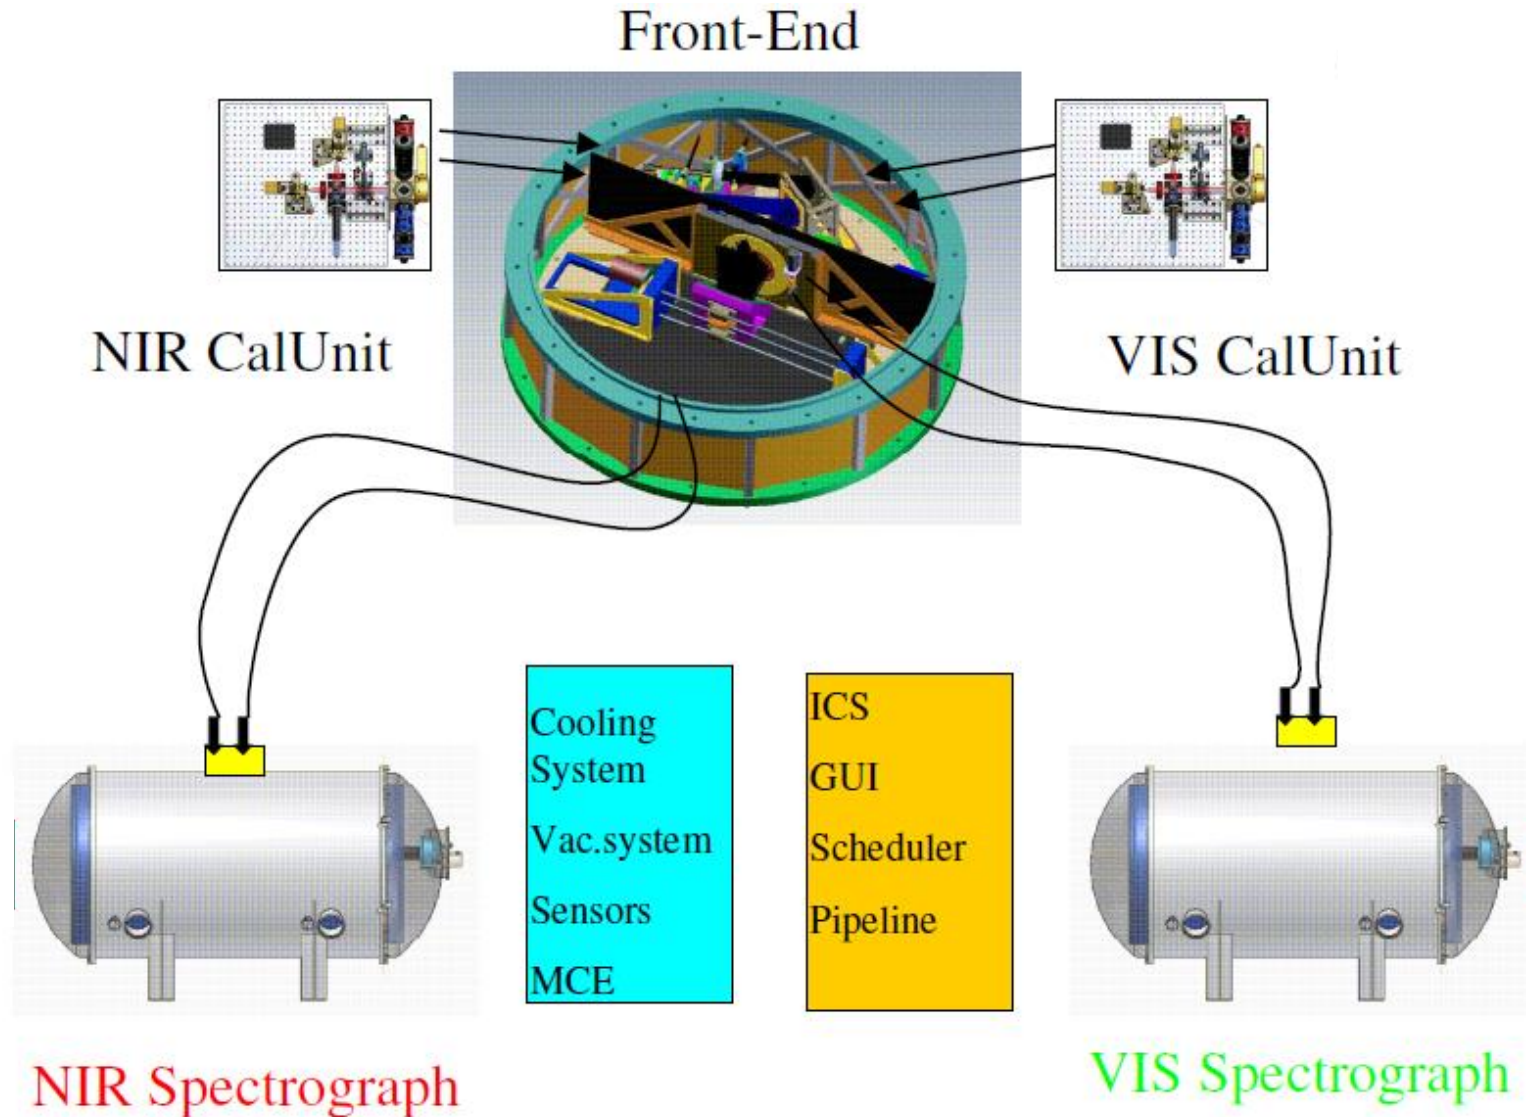 Front-End
NIR CalUnit
VIS CalUnit
Cooling
System
Vac.system
Sensors
MCE
ICS
GUI
Scheduler
Pipeline
NIR Spectrograph
VIS Spectrograph